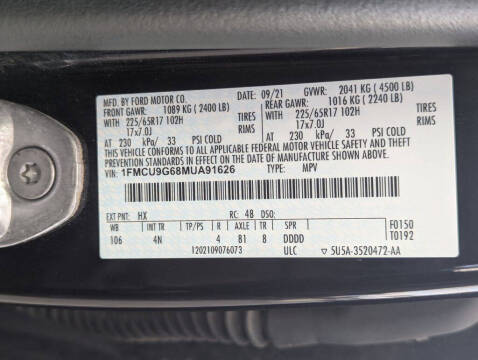 MFD. BY FORD MOTOR CO. 09/21 GVWR: 2041 KG ( 4500 LB)
FRONT GAWR: 1089 KG ( 2400 LB) REAR GAWR: 1016 KG ( 2240 LB)
WITH 225/65R17 102H TIRES WITH 225/65R17 102H TIRES
17x7.0J RIMS 17x7.0J RIMS
AT 230 kPa/ 33 PSI COLD AT 230 kPa/ 33 PSI COLD
THIS VEHICLE CONFORMS TO ALL APPLICABLE FEDERAL MOTOR VEHICLE SAFETY AND THEFT
PREVENTION STANDARDS IN EFFECT ON THE DATE OF MANUFACTURE SHOWN ABOVE.
VIN: 1FMCU9G68MUA91626 TYPE: MPV
EXT PNT: HX RC: 48 DSO: F0150
WB INT TR TP/PS R AXLE TR SPR T0192
106 4N 4 81 8 DDDD
1202109076073 ULC ▽ 5U5A-3520472-AA